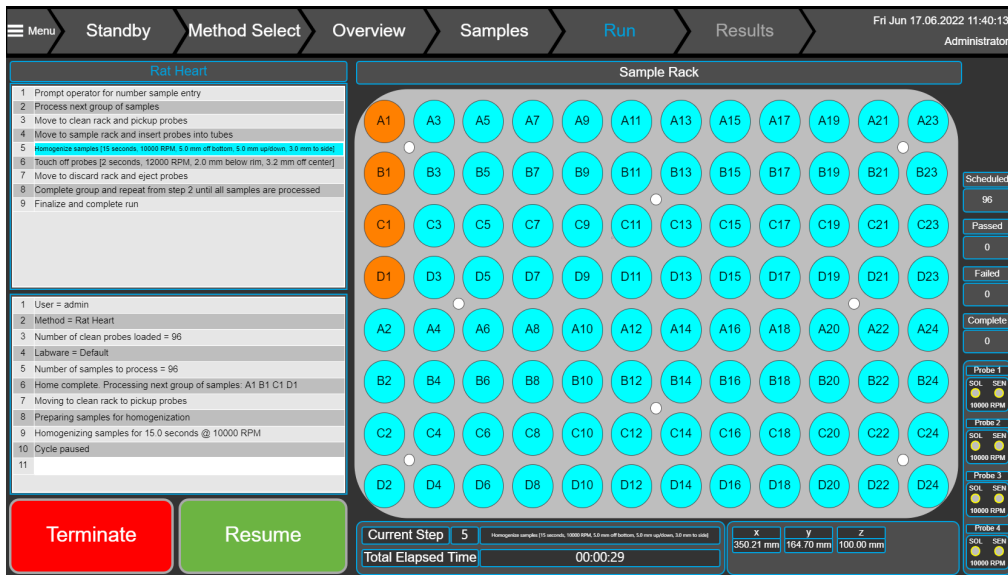 Menu Standby Method Select Overview Samples Run Results Fri Jun 17.06.2022 11:40:13
Administrator
Rat Heart
1 Prompt operator for number sample entry
2 Process next group of samples
3 Move to clean rack and pickup probes
4 Move to sample rack and insert probes into tubes
5 Homogenize samples [15 seconds, 10000 RPM, 5.0 mm off bottom, 5.0 mm up/down, 3.0 mm to side]
6 Touch off probes [2 seconds, 12000 RPM, 2.0 mm below rim, 3.2 mm off center]
7 Move to discard rack and eject probes
8 Complete group and repeat from step 2 until all samples are processed
9 Finalize and complete run
1 User = admin
2 Method = Rat Heart
3 Number of clean probes loaded = 96
4 Labware = Default
5 Number of samples to process = 96
6 Home complete. Processing next group of samples: A1 B1 C1 D1
7 Moving to clean rack to pickup probes
8 Preparing samples for homogenization
9 Homogenizing samples for 15.0 seconds @ 10000 RPM
10 Cycle paused
11
Terminate Resume
Sample Rack
A1 A3 A5 A7 A9 A11 A13 A15 A17 A19 A21 A23
B1 B3 B5 B7 B9 B11 B13 B15 B17 B19 B21 B23
C1 C3 C5 C7 C9 C11 C13 C15 C17 C19 C21 C23
D1 D3 D5 D7 D9 D11 D13 D15 D17 D19 D21 D23
A2 A4 A6 A8 A10 A12 A14 A16 A18 A20 A22 A24
B2 B4 B6 B8 B10 B12 B14 B16 B18 B20 B22 B24
C2 C4 C6 C8 C10 C12 C14 C16 C18 C20 C22 C24
D2 D4 D6 D8 D10 D12 D14 D16 D18 D20 D22 D24
Current Step 5 Homogenize samples [15 seconds, 10000 RPM, 5.0 mm off bottom, 5.0 mm up/down, 3.0 mm to side]
Total Elapsed Time 00:00:29
x y z
350.21 mm 164.70 mm 100.00 mm
Scheduled
96
Passed
0
Failed
0
Complete
0
Probe 1
SOL SEN
10000 RPM
Probe 2
SOL SEN
10000 RPM
Probe 3
SOL SEN
10000 RPM
Probe 4
SOL SEN
10000 RPM